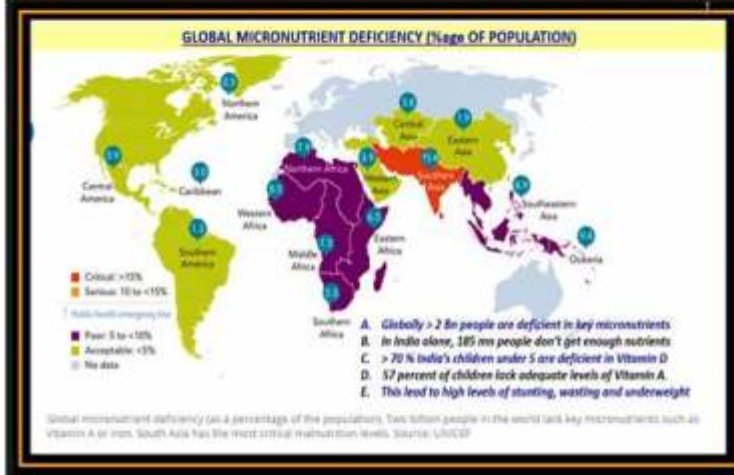 GLOBAL MICRONUTRIENT DEFICIENCY (%age OF POPULATION)
Northern
America
Central
America
Caribbean
Southern
America
Northern Africa
Western
Africa
Middle
Africa
Southern
Africa
Eastern
Africa
Western
Asia
Central
Asia
Eastern
Asia
Southern
Asia
Southeastern
Asia
Oceania
Critical: >15%
Serious: 10 to <15%
Public health emergency line
Poor: 5 to <10%
Acceptable: <5%
No data
A. Globally > 2 Bn people are deficient in key micronutrients
B. In India alone, 185 mn people don't get enough nutrients
C. > 70 % India's children under 5 are deficient in Vitamin D
D. 57 percent of children lack adequate levels of Vitamin A.
E. This lead to high levels of stunting, wasting and underweight
Global micronutrient deficiency (as a percentage of the population). Two billion people in the world lack key micronutrients such as
Vitamin A or iron. South Asia has the most critical malnutrition levels. Source: UNICEF